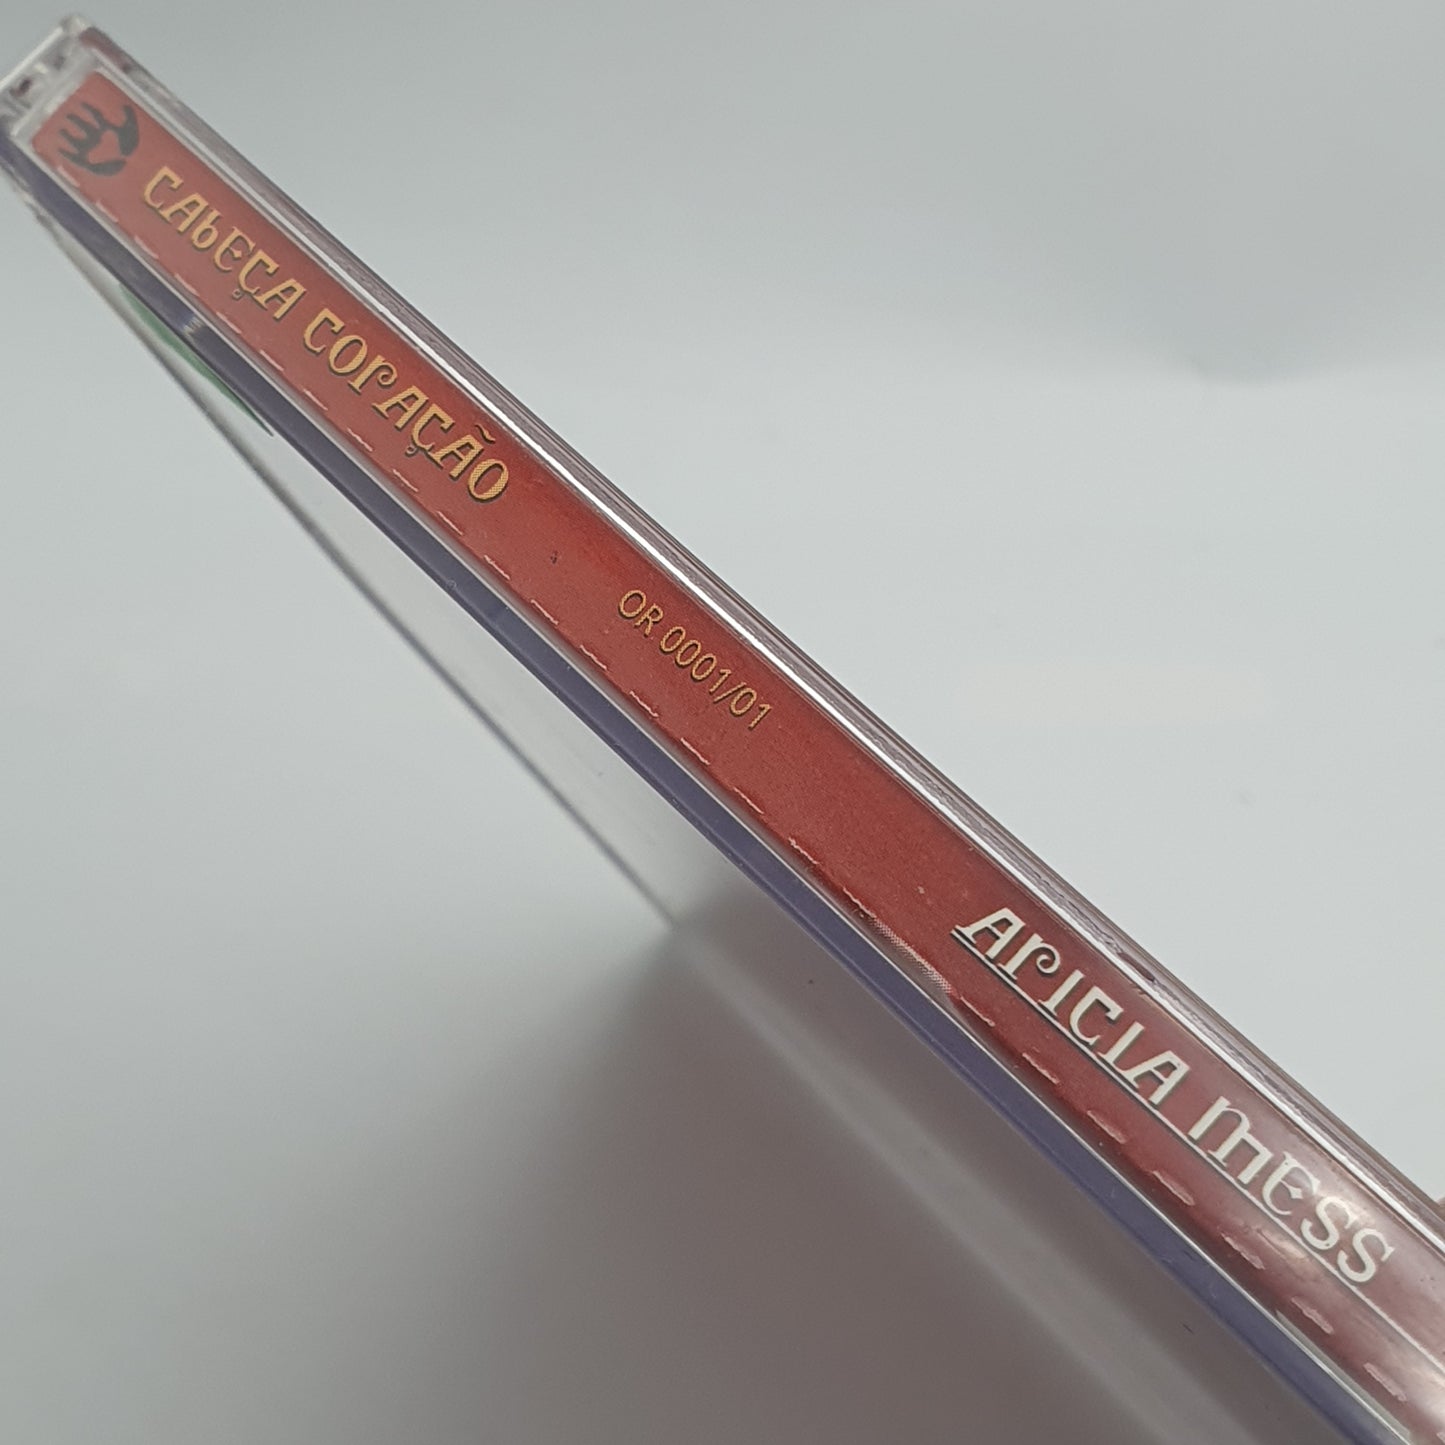 CABEÇA CORAÇÃO
OR 0001/01
ARICIA MESS